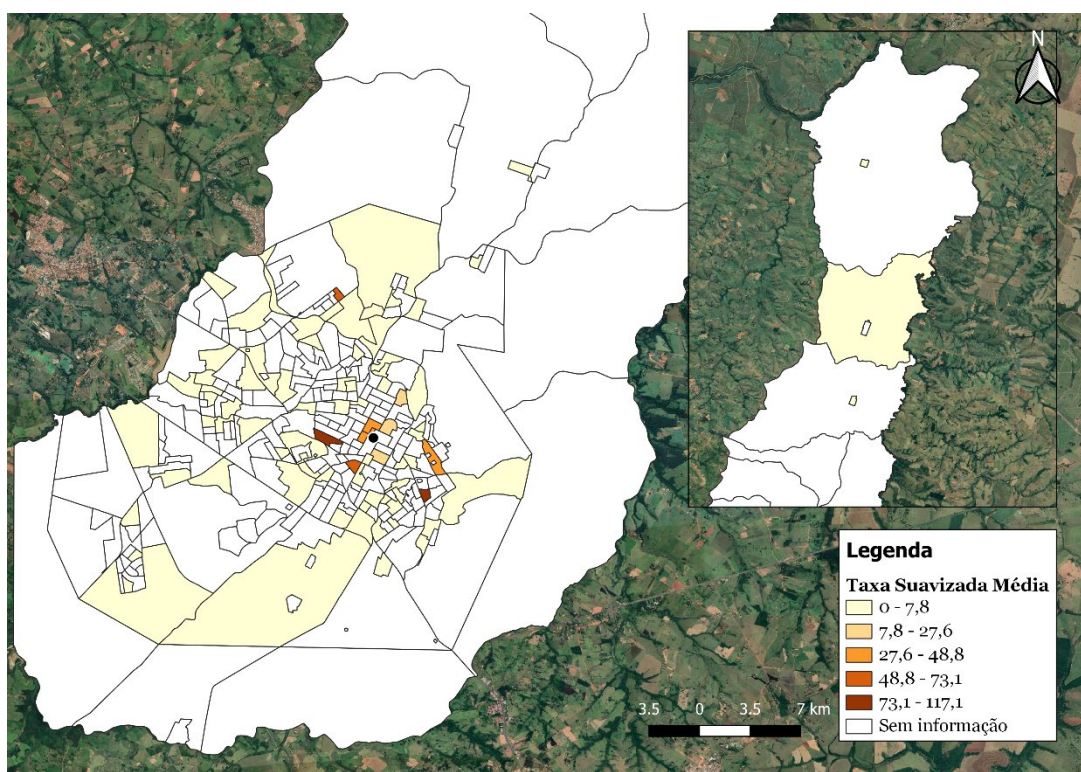 N
Legenda
Taxa Suavizada Média
0 - 7,8
7,8 - 27,6
27,6 - 48,8
48,8 - 73,1
73,1 - 117,1
Sem informação
3.5 0 3.5 7 km